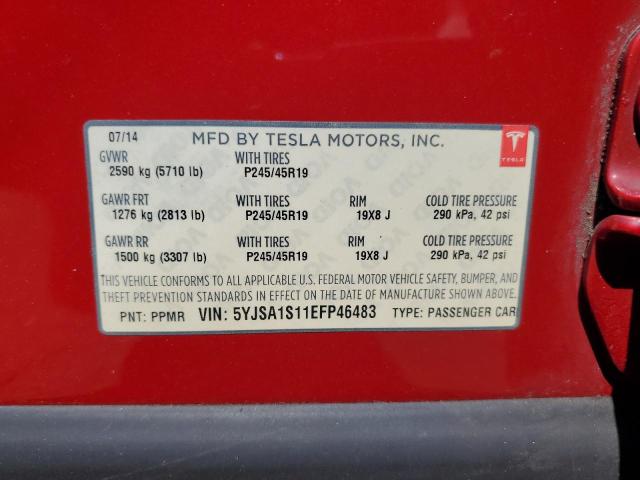 07/14 MFD BY TESLA MOTORS, INC.
TESLA
GVWR WITH TIRES
2590 kg (5710 lb) P245/45R19
GAWR FRT WITH TIRES RIM COLD TIRE PRESSURE
1276 kg (2813 lb) P245/45R19 19X8 J 290 kPa, 42 psi
GAWR RR WITH TIRES RIM COLD TIRE PRESSURE
1500 kg (3307 lb) P245/45R19 19X8 J 290 kPa, 42 psi
THIS VEHICLE CONFORMS TO ALL APPLICABLE U.S. FEDERAL MOTOR VEHICLE SAFETY, BUMPER, AND
THEFT PREVENTION STANDARDS IN EFFECT ON THE DATE OF MANUFACTURE SHOWN ABOVE.
PNT: PPMR VIN: 5YJSA1S11EFP46483 TYPE: PASSENGER CAR